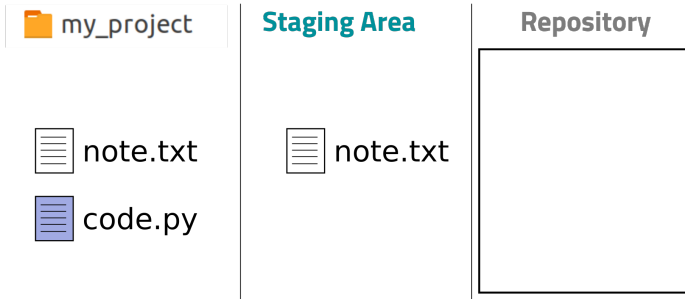 my_project
Staging Area
Repository
note.txt
note.txt
code.py